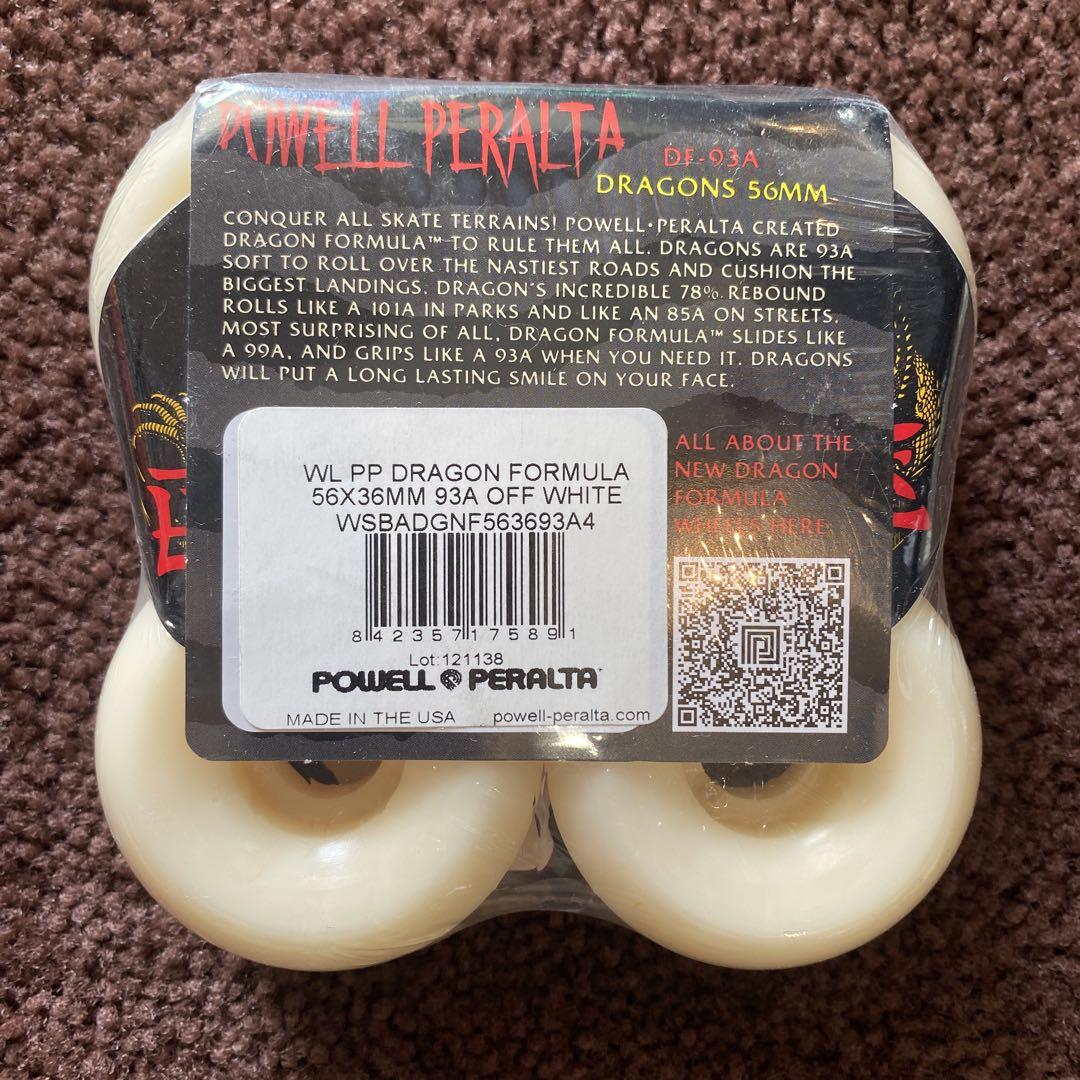 POWELL PERALTA
DF-93A
DRAGONS 56MM
CONQUER ALL SKATE TERRAINS! POWELL•PERALTA CREATED
DRAGON FORMULA™ TO RULE THEM ALL. DRAGONS ARE 93A
SOFT TO ROLL OVER THE NASTIEST ROADS AND CUSHION THE
BIGGEST LANDINGS. DRAGON'S INCREDIBLE 78% REBOUND
ROLLS LIKE A 101A IN PARKS AND LIKE AN 85A ON STREETS.
MOST SURPRISING OF ALL, DRAGON FORMULA™ SLIDES LIKE
A 99A, AND GRIPS LIKE A 93A WHEN YOU NEED IT. DRAGONS
WILL PUT A LONG LASTING SMILE ON YOUR FACE.
WL PP DRAGON FORMULA
56X36MM 93A OFF WHITE
WSBADGNF563693A4
8 42357 17589 1
Lot:121138
POWELL PERALTA™
MADE IN THE USA powell-peralta.com
ALL ABOUT THE
NEW DRAGON
FORMULA
WHEELS HERE